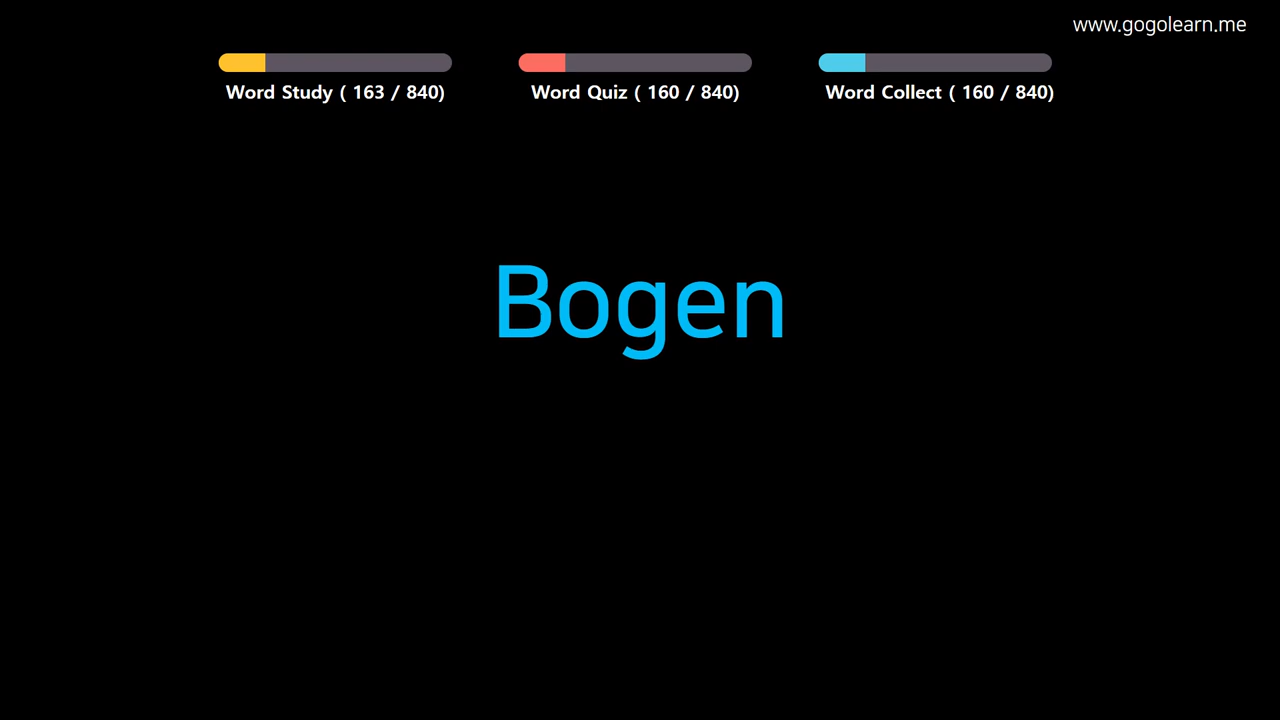 www.gogolearn.me
Word Study ( 163 / 840)
Word Quiz ( 160 / 840)
Word Collect ( 160 / 840)
Bogen